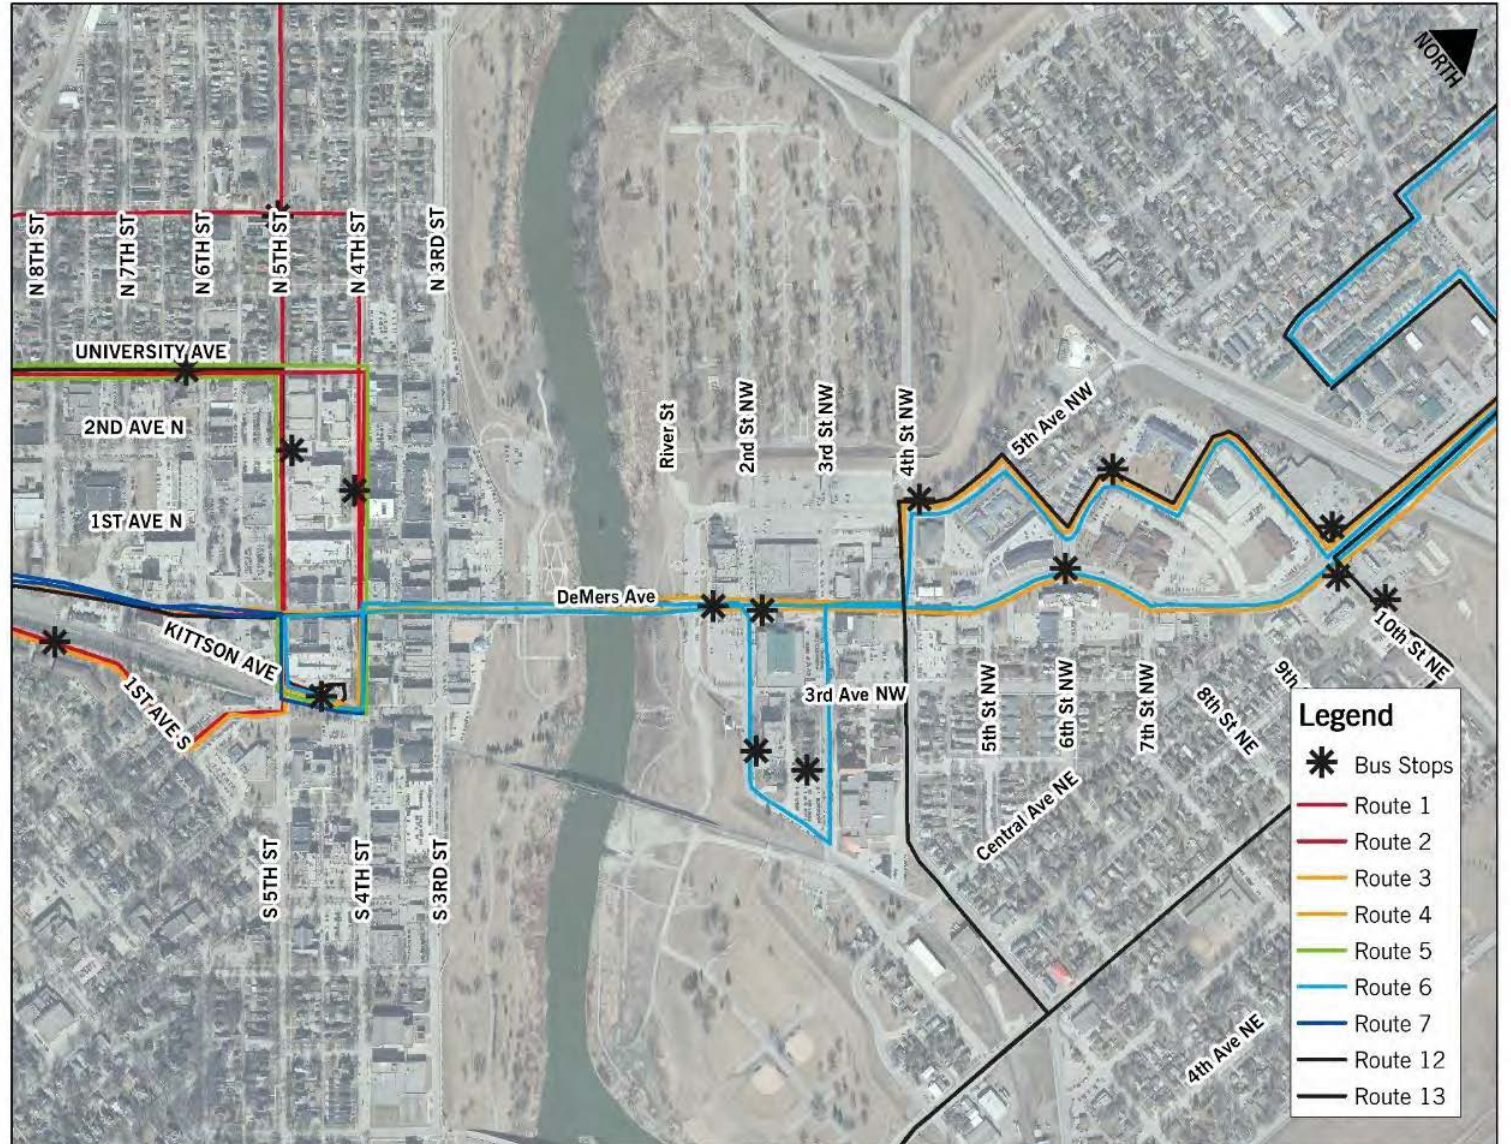 NORTH
N 8TH ST
N 7TH ST
N 6TH ST
N 5TH ST
N 4TH ST
N 3RD ST
UNIVERSITY AVE
2ND AVE N
1ST AVE N
River St
2nd St NW
3rd St NW
4th St NW
5th Ave NW
DeMers Ave
KITTSON AVE
1ST AVE S
3rd Ave NW
5th St NW
6th St NW
7th St NW
8th St NE
9th
10th St NE
Central Ave NE
4th Ave NE
S 5TH ST
S 4TH ST
S 3RD ST
Legend
Bus Stops
Route 1
Route 2
Route 3
Route 4
Route 5
Route 6
Route 7
Route 12
Route 13